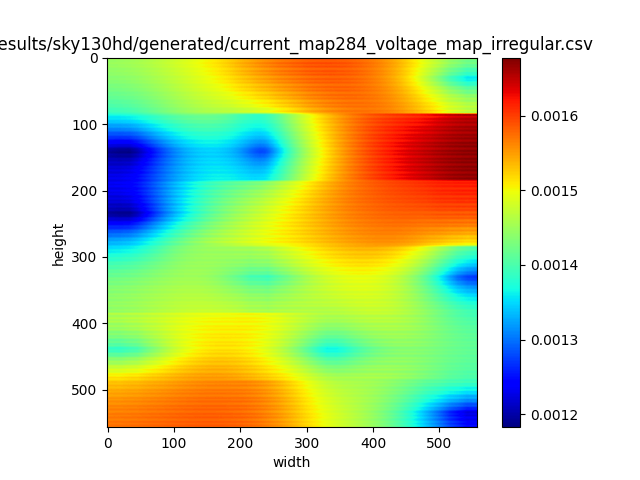 esults/sky130hd/generated/current_map284_voltage_map_irregular.csv
0
100
200
300
400
500
height
0 100 200 300 400 500
width
0.0016
0.0015
0.0014
0.0013
0.0012